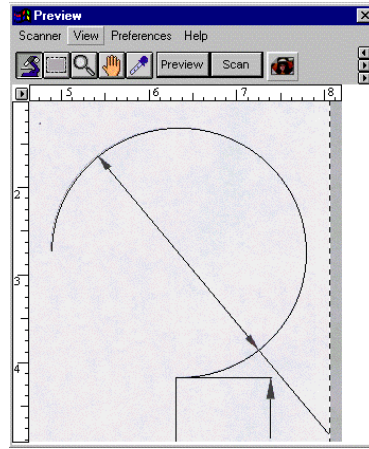 Preview
Scanner View Preferences Help
Preview Scan
5 6 7 8
2
3
4